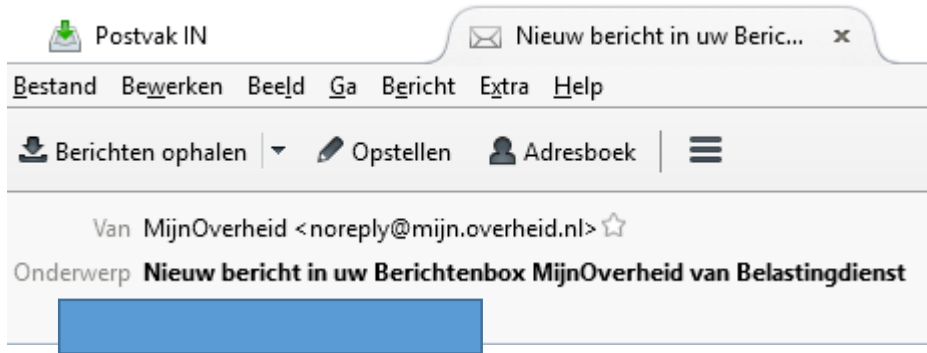 Postvak IN
Nieuw bericht in uw Beric... x
Bestand Bewerken Beeld Ga Bericht Extra Help
Berichten ophalen Opstellen Adresboek
Van MijnOverheid <noreply@mijn.overheid.nl>
Onderwerp Nieuw bericht in uw Berichtenbox MijnOverheid van Belastingdienst